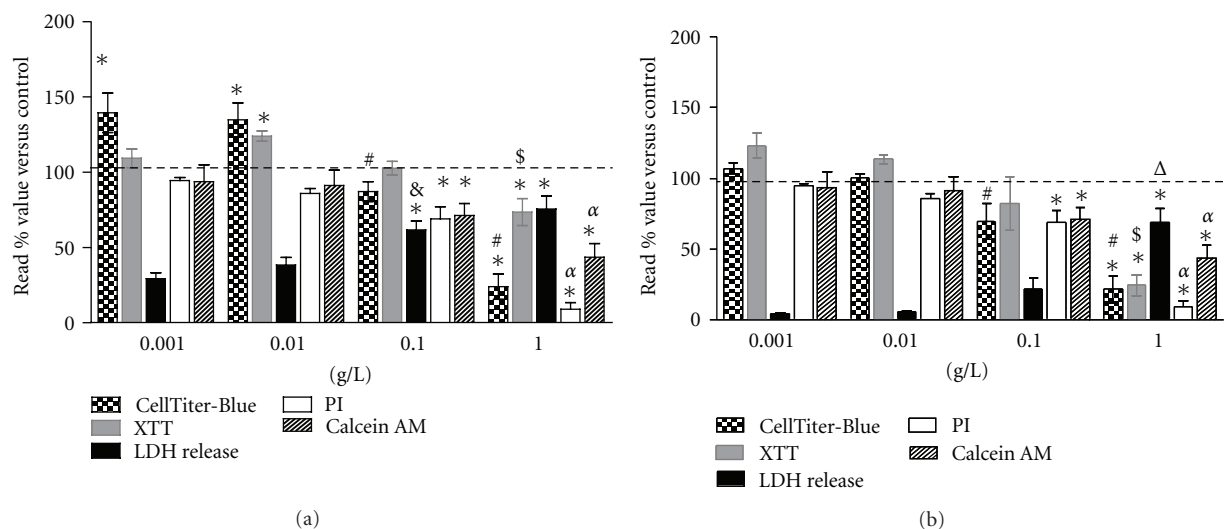 200
150
100
50
0
Read % value versus control
*
*
*
#
&
*
*
*
#
*
$
*
*
α
*
α
*
0.001 0.01 0.1 1
(g/L)
CellTiter-Blue
XTT
LDH release
PI
Calcein AM
(a)
200
150
100
50
0
Read % value versus control
#
*
*
#
*
$
*
Δ
*
α
*
α
*
0.001 0.01 0.1 1
(g/L)
CellTiter-Blue
XTT
LDH release
PI
Calcein AM
(b)